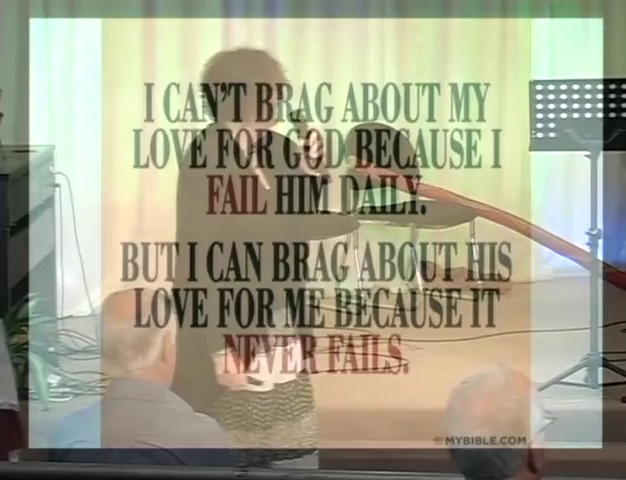 I CAN'T BRAG ABOUT MY
LOVE FOR GOD BECAUSE I
FAIL HIM DAILY.
BUT I CAN BRAG ABOUT HIS
LOVE FOR ME BECAUSE IT
NEVER FAILS.
© MYBIBLE.COM